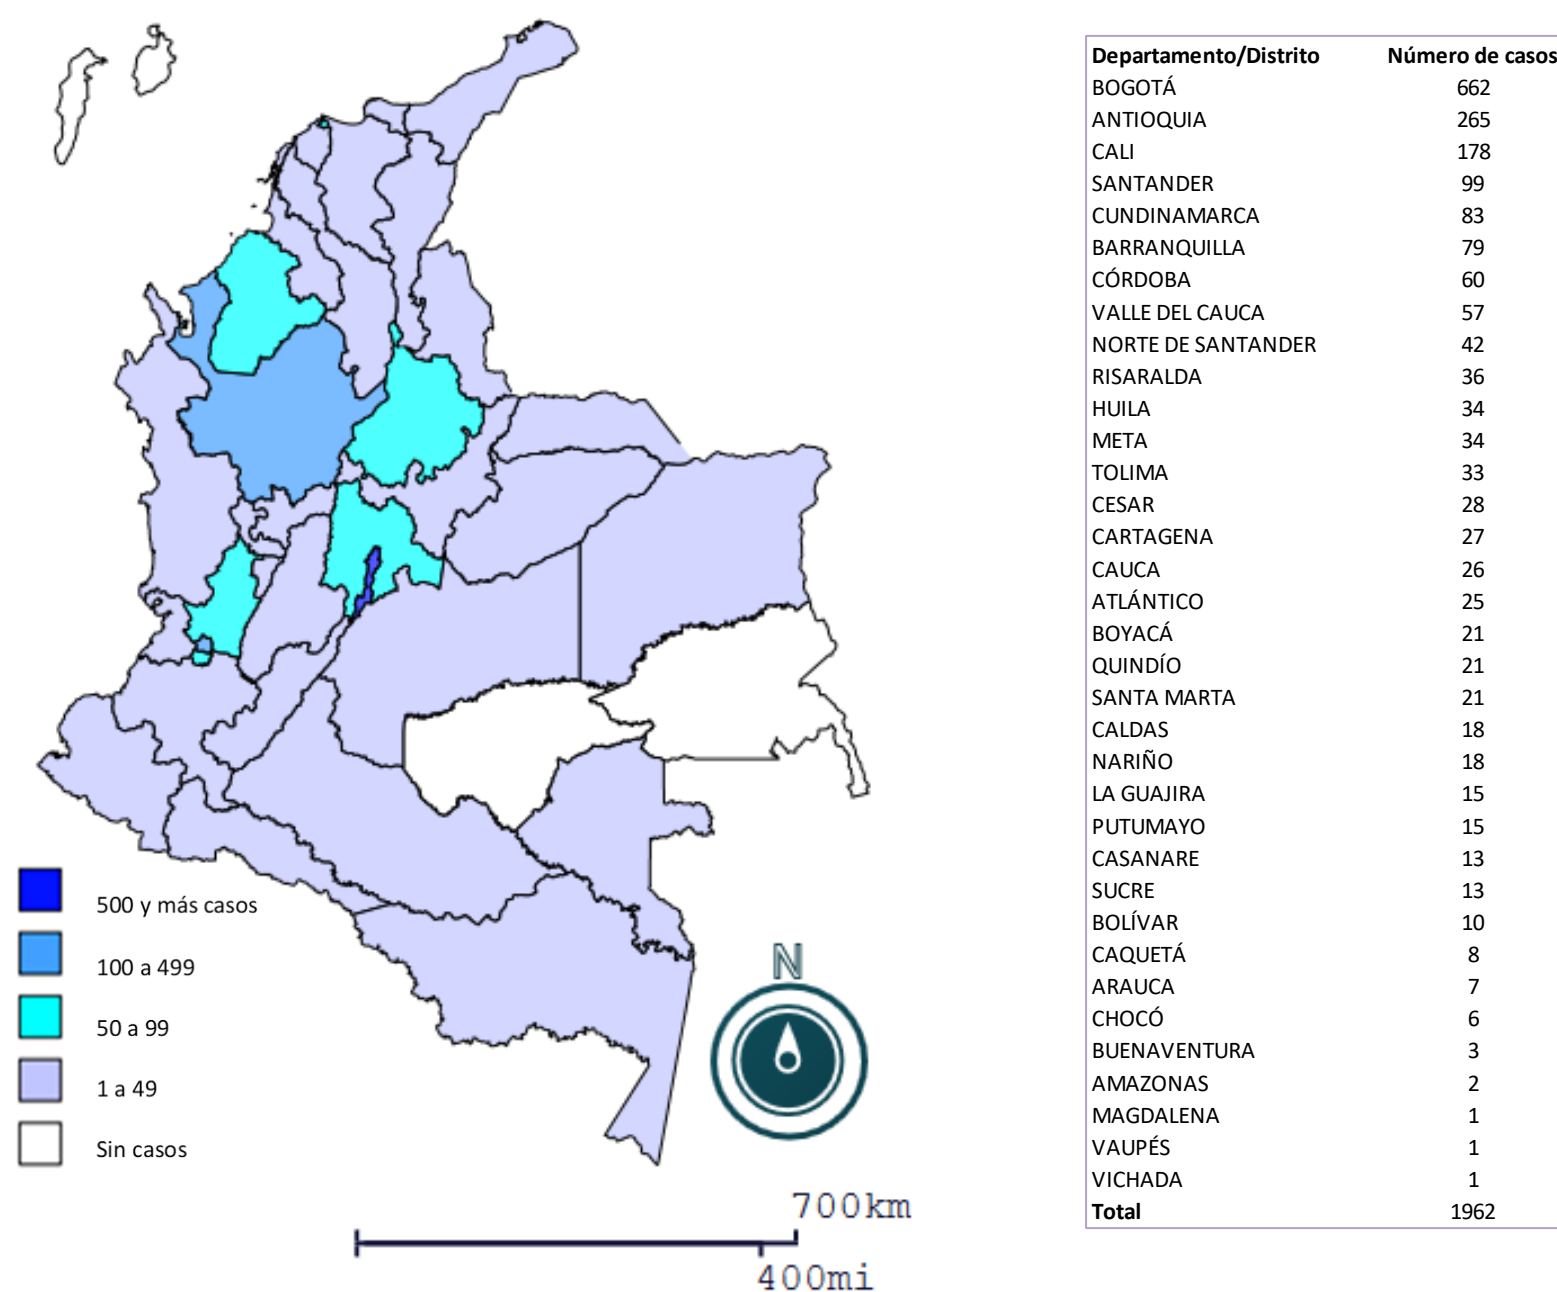 Departamento/Distrito Número de casos
BOGOTÁ 662
ANTIOQUIA 265
CALI 178
SANTANDER 99
CUNDINAMARCA 83
BARRANQUILLA 79
CÓRDOBA 60
VALLE DEL CAUCA 57
NORTE DE SANTANDER 42
RISARALDA 36
HUILA 34
META 34
TOLIMA 33
CESAR 28
CARTAGENA 27
CAUCA 26
ATLÁNTICO 25
BOYACÁ 21
QUINDÍO 21
SANTA MARTA 21
CALDAS 18
NARIÑO 18
LA GUAJIRA 15
PUTUMAYO 15
CASANARE 13
SUCRE 13
BOLÍVAR 10
CAQUETÁ 8
ARAUCA 7
CHOCÓ 6
BUENAVENTURA 3
AMAZONAS 2
MAGDALENA 1
VAUPÉS 1
VICHADA 1
Total 1962
500 y más casos
100 a 499
50 a 99
1 a 49
Sin casos
N
700km
400mi